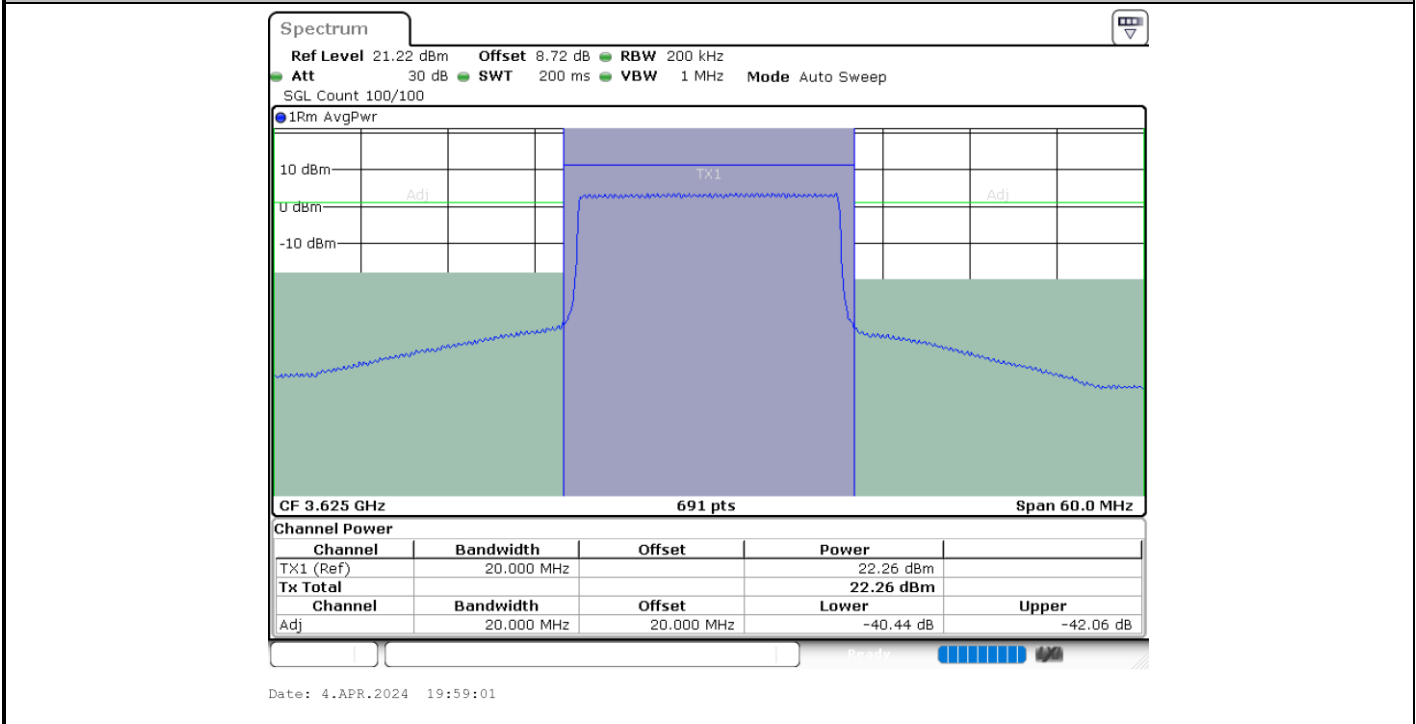 Spectrum
Ref Level 21.22 dBm Offset 8.72 dB RBW 200 kHz
Att 30 dB SWT 200 ms VBW 1 MHz Mode Auto Sweep
SGL Count 100/100
1Rm AvgPwr
10 dBm
TX1
Adj Adj
0 dBm
-10 dBm
CF 3.625 GHz 691 pts Span 60.0 MHz
Channel Power
Channel Bandwidth Offset Power
TX1 (Ref) 20.000 MHz 22.26 dBm
Tx Total 22.26 dBm
Channel Bandwidth Offset Lower Upper
Adj 20.000 MHz 20.000 MHz -40.44 dB -42.06 dB
Ready
Date: 4.APR.2024 19:59:01